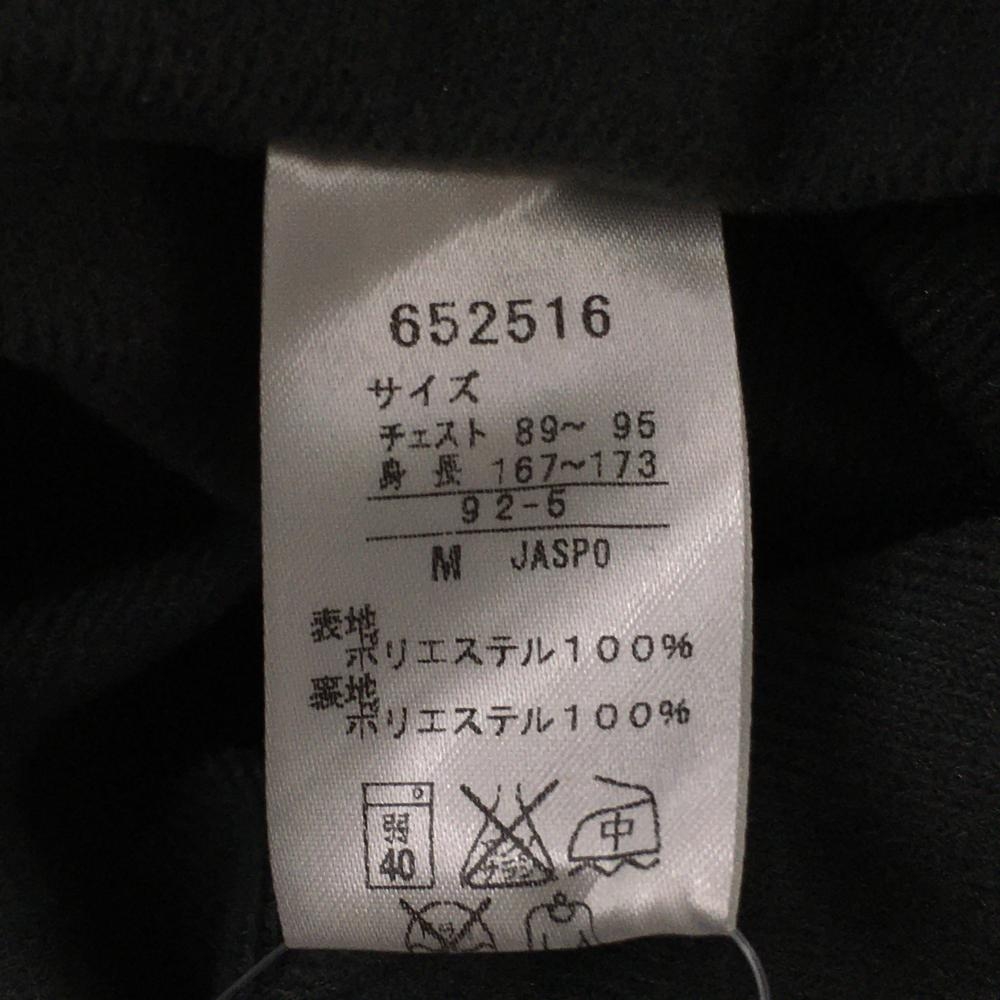 652516
サイズ
チェスト 89～ 95
身 長 167～173
92-5
M JASPO
表地
ポリエステル100%
裏地
ポリエステル100%
弱
40
中